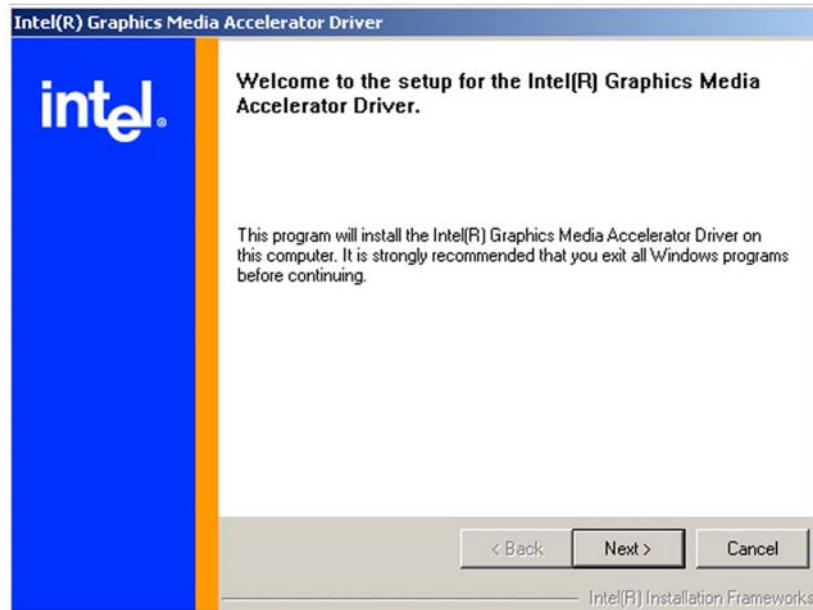 Intel(R) Graphics Media Accelerator Driver
intel®
Welcome to the setup for the Intel(R) Graphics Media
Accelerator Driver.
This program will install the Intel(R) Graphics Media Accelerator Driver on
this computer. It is strongly recommended that you exit all Windows programs
before continuing.
< Back
Next >
Cancel
Intel(R) Installation Frameworks